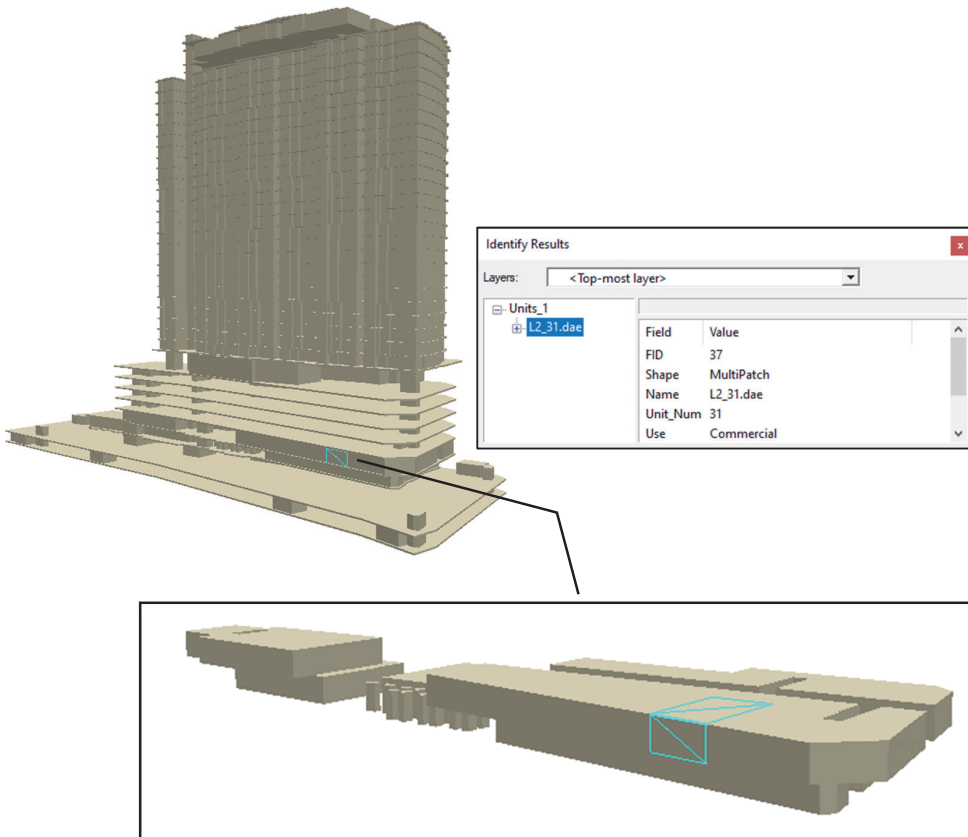 Identify Results
x
Layers: <Top-most layer>
Units_1
L2_31.dae
Field Value
FID 37
Shape MultiPatch
Name L2_31.dae
Unit_Num 31
Use Commercial